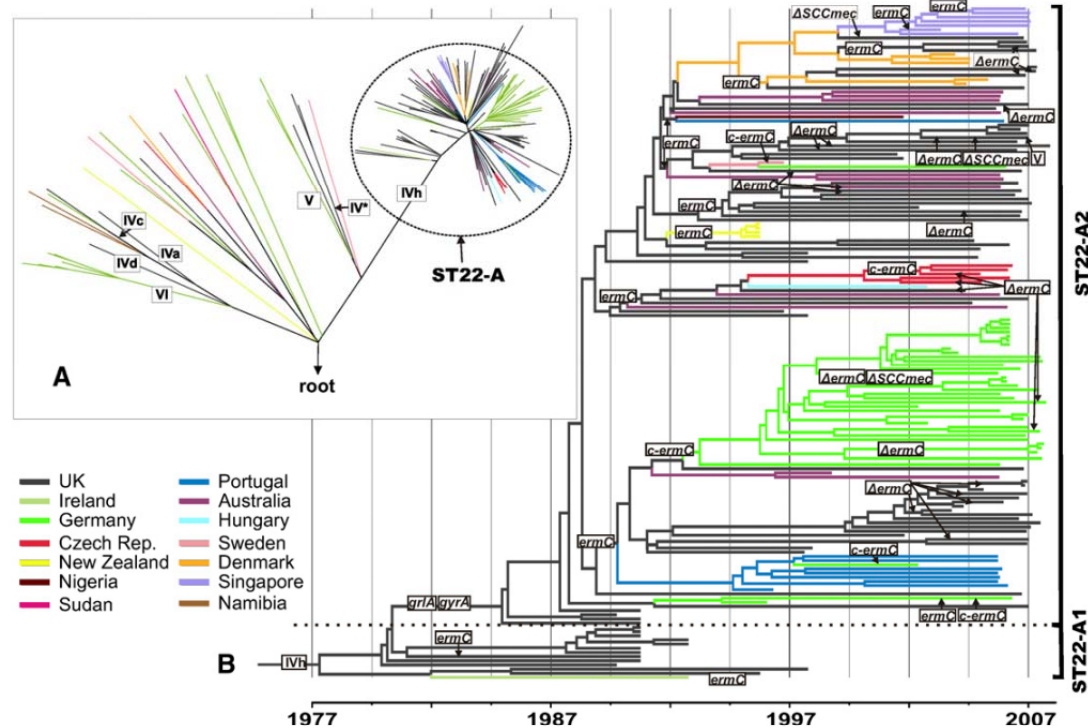 ΔSCCmec
ermC
ermC
ermC
ΔermC
ermC
ΔermC
ermC
c-ermC
ΔermC
ΔermC
ΔSCCmec
V
ΔermC
ermC
ermC
ΔermC
c-ermC
ΔermC
ermC
ΔermC
ΔSCCmec
c-ermC
ΔermC
ΔermC
ermC
c-ermC
grlA
gyrA
ermC
c-ermC
ermC
IVh
ermC
ST22-A2
ST22-A1
IVh
V
IV*
ST22-A
IVc
IVa
IVd
VI
root
A
B
UK
Ireland
Germany
Czech Rep.
New Zealand
Nigeria
Sudan
Portugal
Australia
Hungary
Sweden
Denmark
Singapore
Namibia
1977
1987
1997
2007